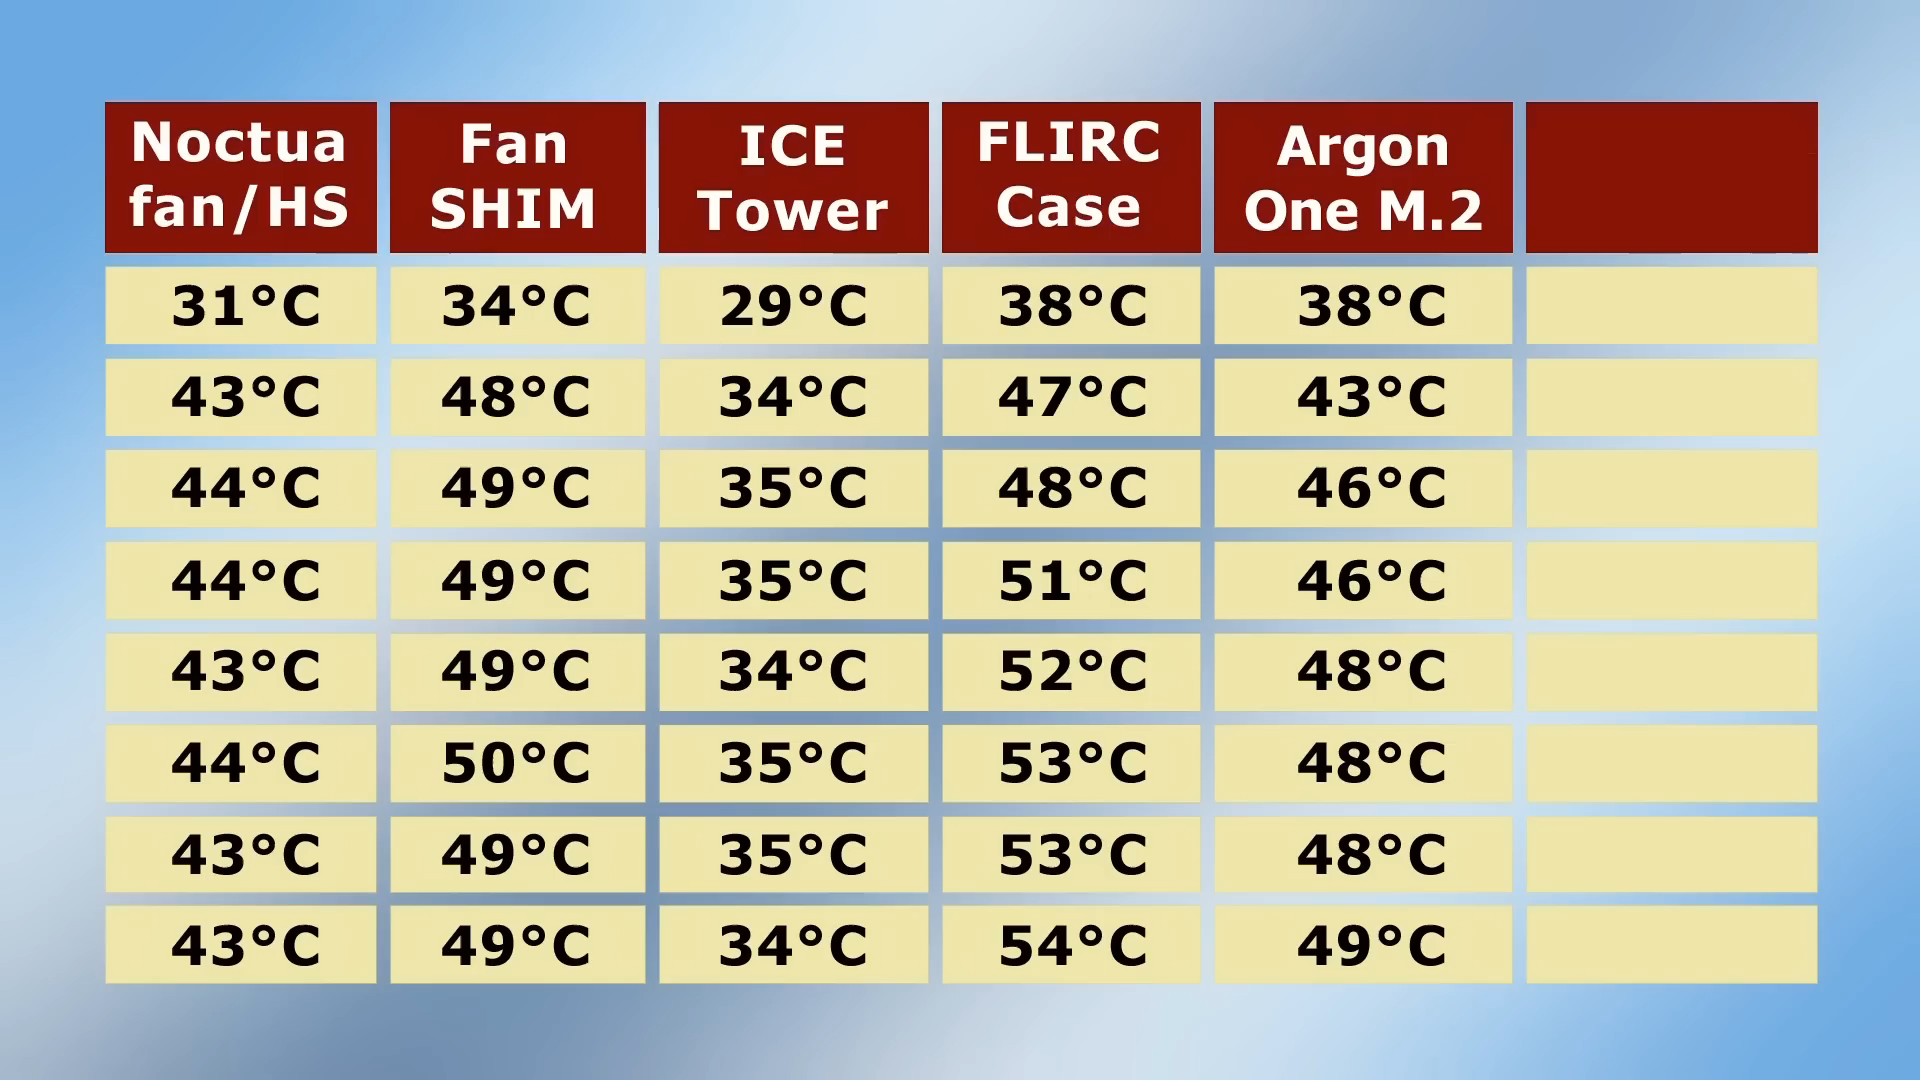 Noctua fan/HS Fan SHIM ICE Tower FLIRC Case Argon One M.2
31°C 34°C 29°C 38°C 38°C
43°C 48°C 34°C 47°C 43°C
44°C 49°C 35°C 48°C 46°C
44°C 49°C 35°C 51°C 46°C
43°C 49°C 34°C 52°C 48°C
44°C 50°C 35°C 53°C 48°C
43°C 49°C 35°C 53°C 48°C
43°C 49°C 34°C 54°C 49°C